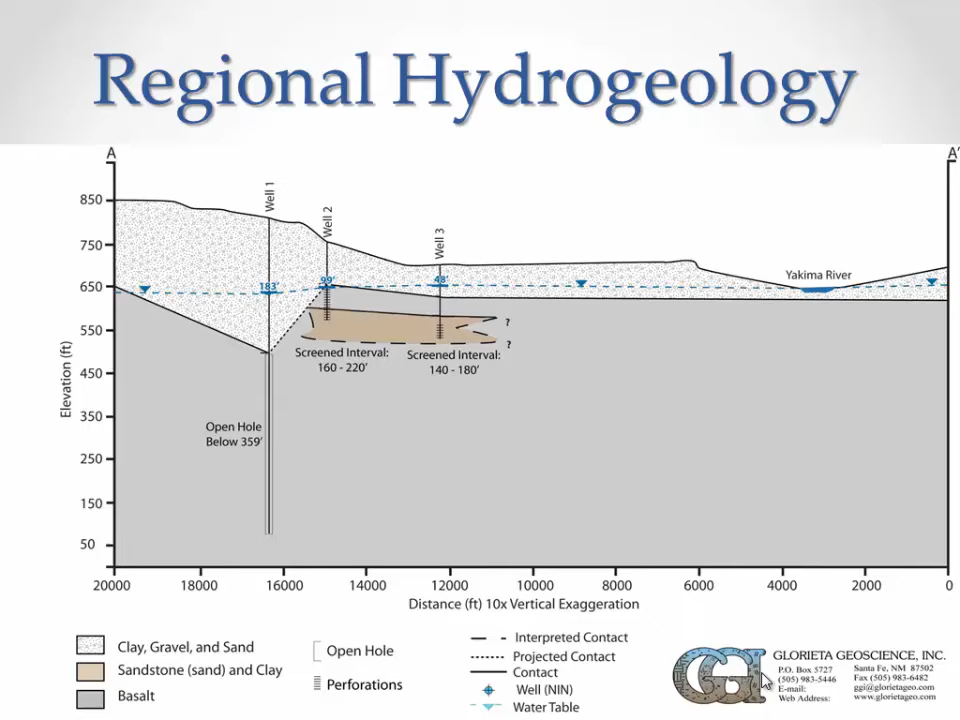 Regional Hydrogeology
A
A'
Well 1
Well 2
Well 3
850
750
650
550
450
350
250
150
50
Elevation (ft)
183'
99'
48'
Yakima River
?
?
Screened Interval:
160 - 220'
Screened Interval:
140 - 180'
Open Hole
Below 359'
20000
18000
16000
14000
12000
10000
8000
6000
4000
2000
0
Distance (ft) 10x Vertical Exaggeration
Clay, Gravel, and Sand
Sandstone (sand) and Clay
Basalt
Open Hole
Perforations
Interpreted Contact
Projected Contact
Contact
Well (NIN)
Water Table
GGI
GLORIETA GEOSCIENCE, INC.
P.O. Box 5727 Santa Fe, NM 87502
(505) 983-5446 Fax (505) 983-6482
E-mail: ggi@glorietageo.com
Web Address: www.glorietageo.com